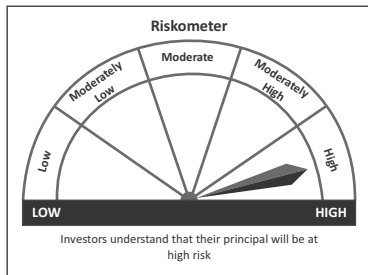 Riskometer
Moderate
Moderately
Low
Moderately
High
Low
High
LOW
HIGH
Investors understand that their principal will be at
high risk